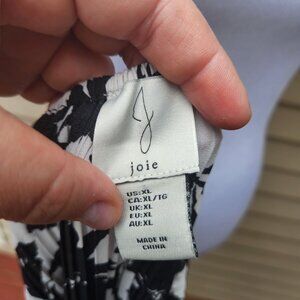 J
joie
US:XL
CA:XL/TG
UK:XL
EU:XL
AU:XL
MADE IN
CHINA